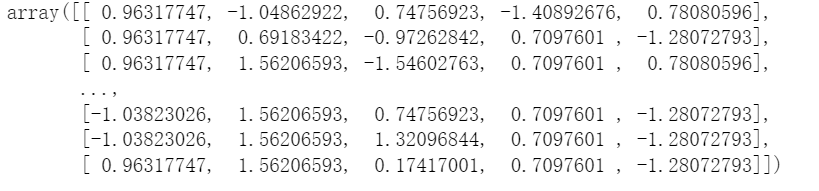 array([[ 0.96317747, -1.04862922,  0.74756923, -1.40892676,  0.78080596],
       [ 0.96317747,  0.69183422, -0.97262842,  0.7097601 , -1.28072793],
       [ 0.96317747,  1.56206593, -1.54602763,  0.7097601 ,  0.78080596],
       ...,
       [-1.03823026,  1.56206593,  0.74756923,  0.7097601 , -1.28072793],
       [-1.03823026,  1.56206593,  1.32096844,  0.7097601 , -1.28072793],
       [ 0.96317747,  1.56206593,  0.17417001,  0.7097601 , -1.28072793]])